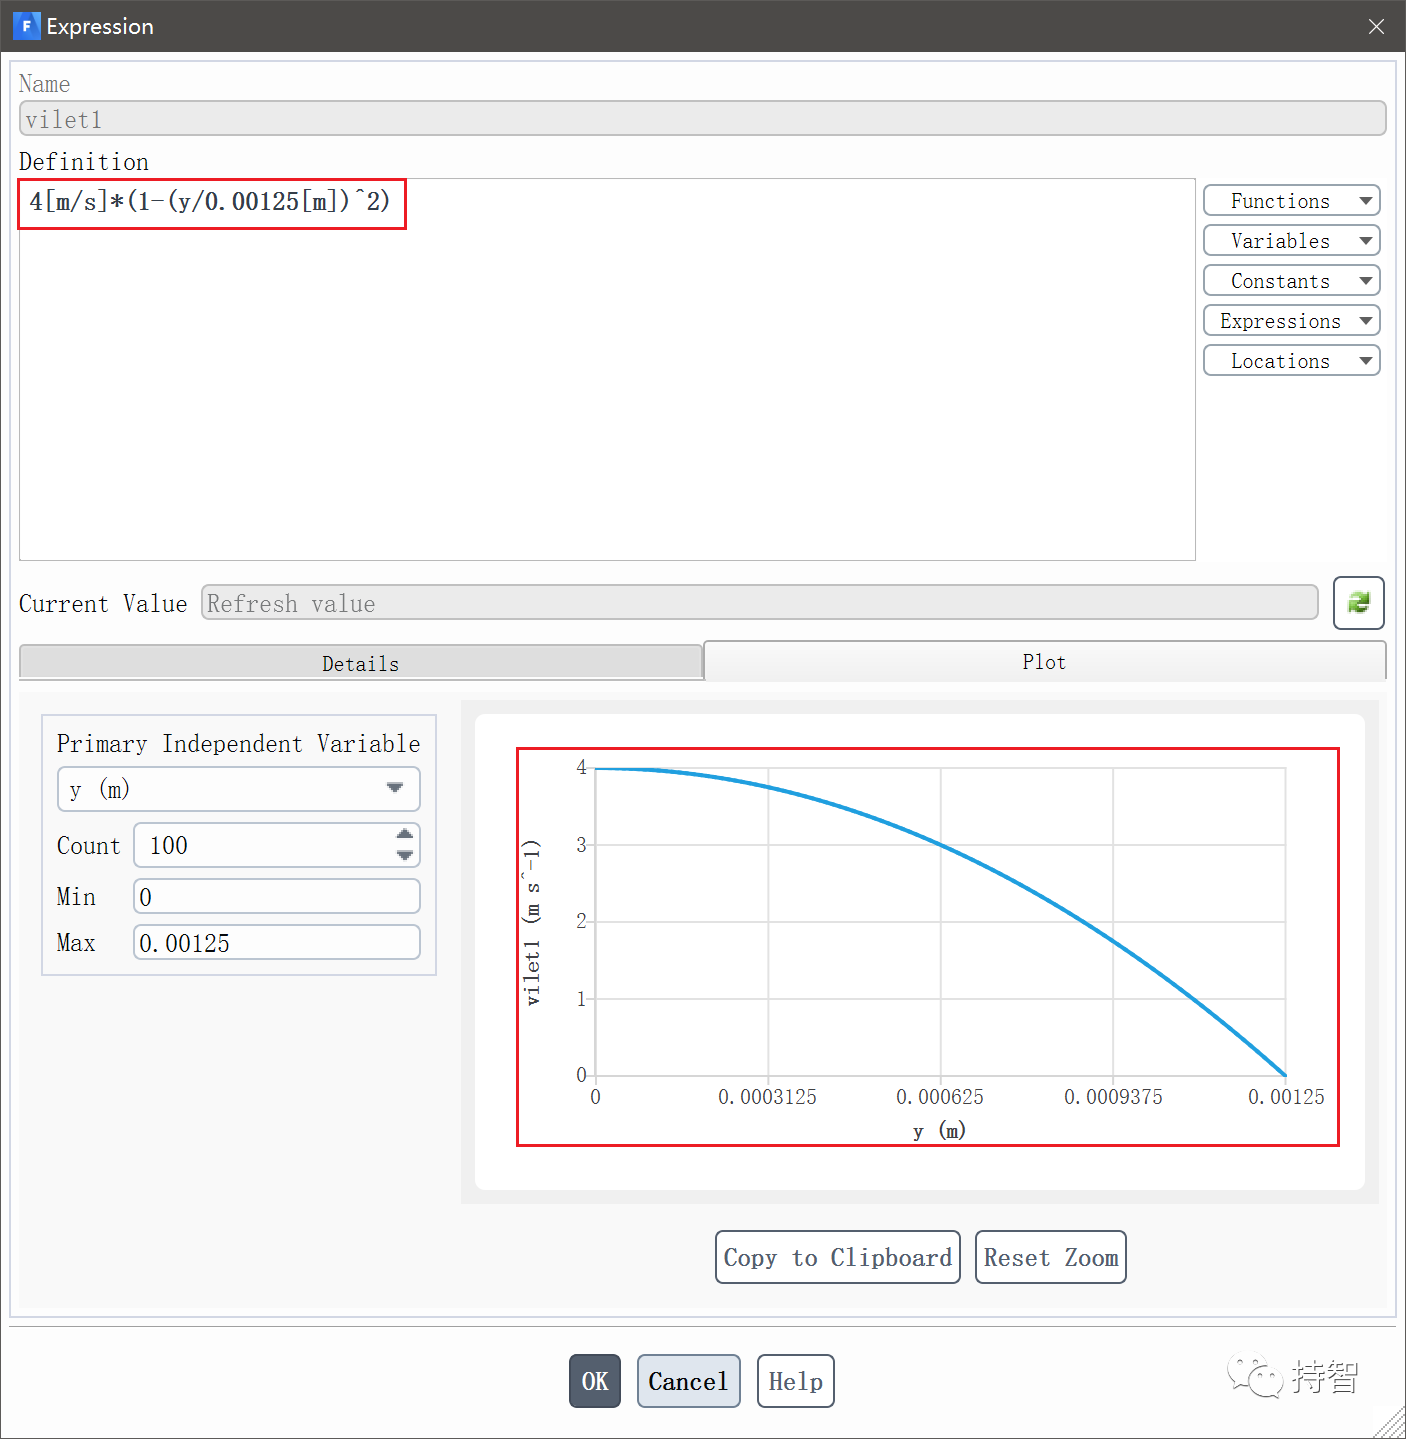 F Expression
Name
vilet1
Definition
4[m/s]*(1-(y/0.00125[m])^2)
Functions
Variables
Constants
Expressions
Locations
Current Value Refresh value
Details Plot
Primary Independent Variable
y (m)
Count 100
Min 0
Max 0.00125
vilet1 (m s^-1)
4
3
2
1
0
0 0.0003125 0.000625 0.0009375 0.00125
y (m)
Copy to Clipboard Reset Zoom
OK Cancel Help
持智